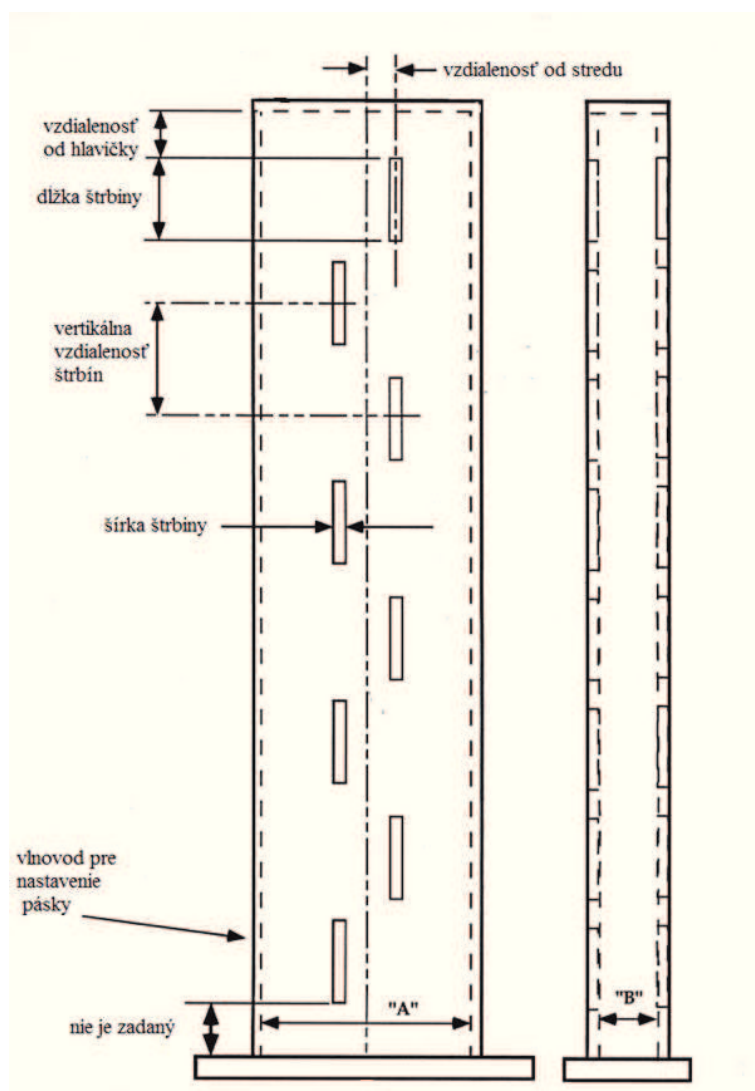 vzdialenosť od stredu
vzdialenosť
od hlavičky
dĺžka štrbiny
vertikálna
vzdialenosť
štrbín
šírka štrbiny
vlnovod pre
nastavenie
pásky
nie je zadaný
"A"
"B"